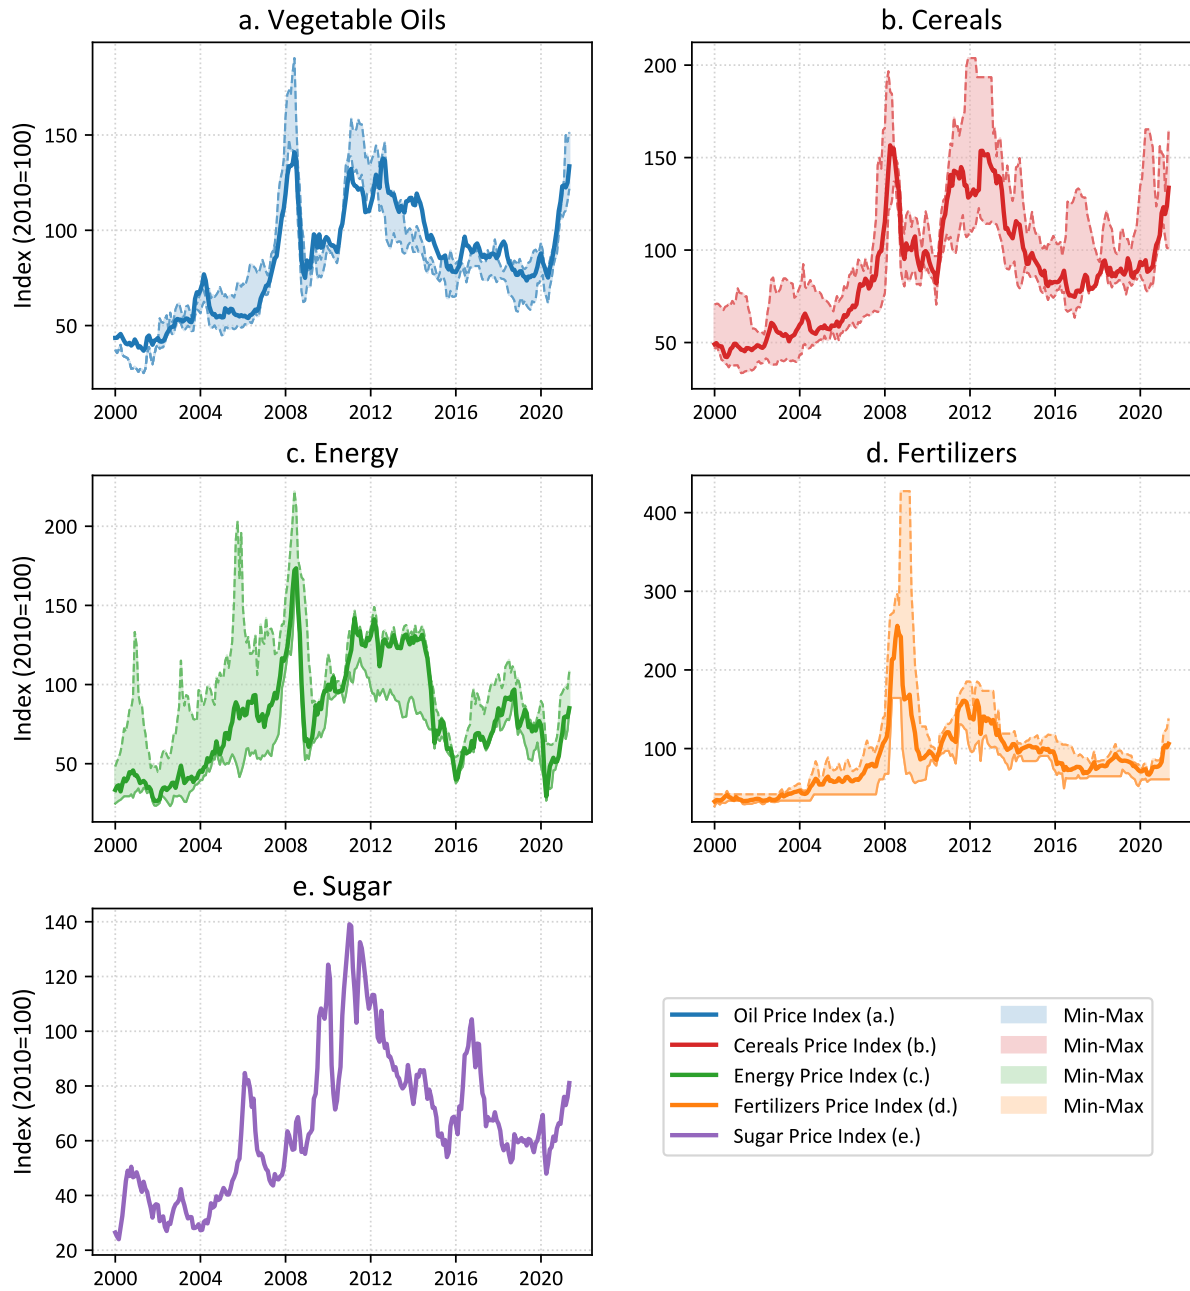 a. Vegetable Oils
Index (2010=100)
150
100
50
2000 2004 2008 2012 2016 2020
b. Cereals
200
150
100
50
2000 2004 2008 2012 2016 2020
c. Energy
Index (2010=100)
200
150
100
50
2000 2004 2008 2012 2016 2020
d. Fertilizers
400
300
200
100
2000 2004 2008 2012 2016 2020
e. Sugar
Index (2010=100)
140
120
100
80
60
40
20
2000 2004 2008 2012 2016 2020
Oil Price Index (a.) Min-Max
Cereals Price Index (b.) Min-Max
Energy Price Index (c.) Min-Max
Fertilizers Price Index (d.) Min-Max
Sugar Price Index (e.)